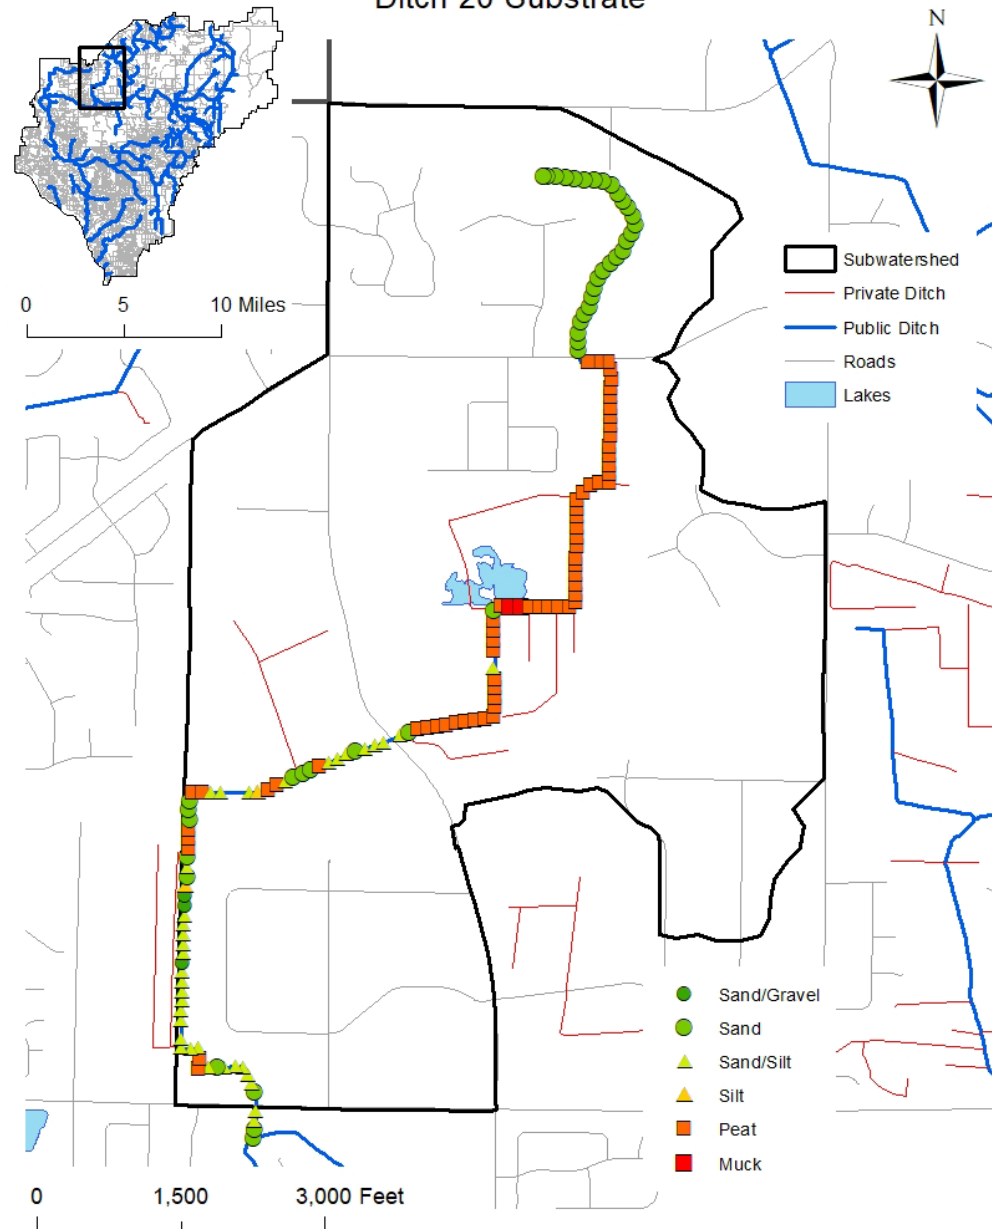 Ditch 20 Substrate
N
0 5 10 Miles
Subwatershed
Private Ditch
Public Ditch
Roads
Lakes
Sand/Gravel
Sand
Sand/Silt
Silt
Peat
Muck
0 1,500 3,000 Feet